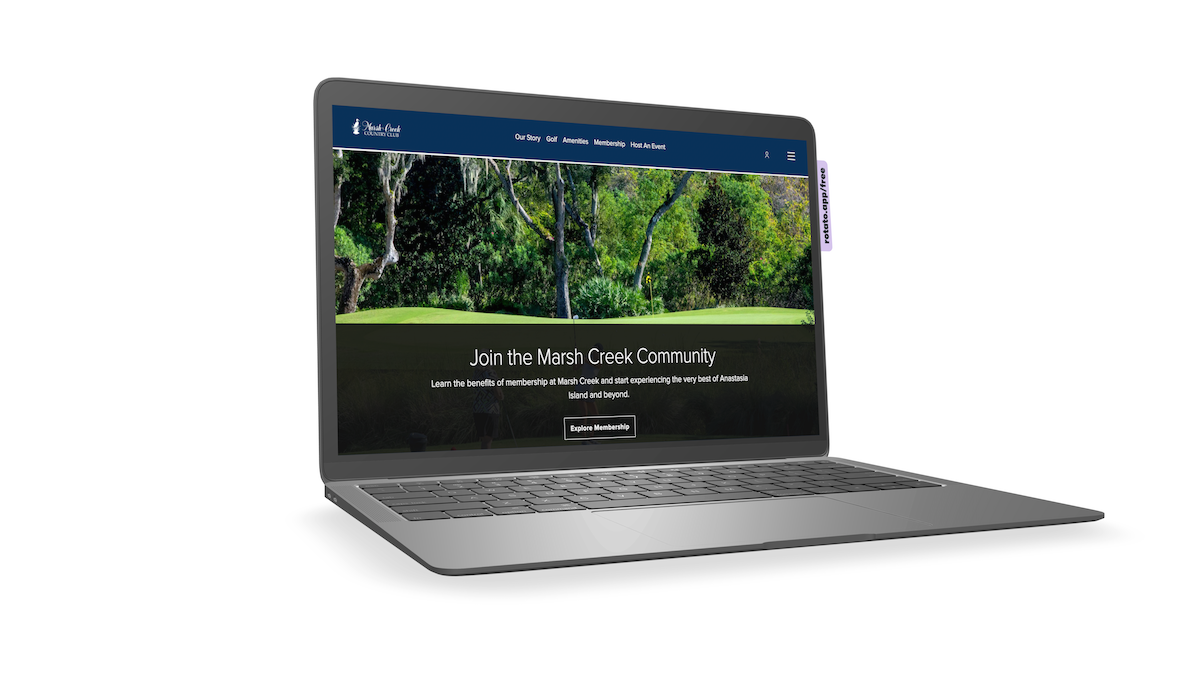 Marsh Creek
COUNTRY CLUB
Our Story Golf Amenities Membership Host An Event
rotato.app/free
Join the Marsh Creek Community
Learn the benefits of membership at Marsh Creek and start experiencing the very best of Anastasia
Island and beyond.
Explore Membership